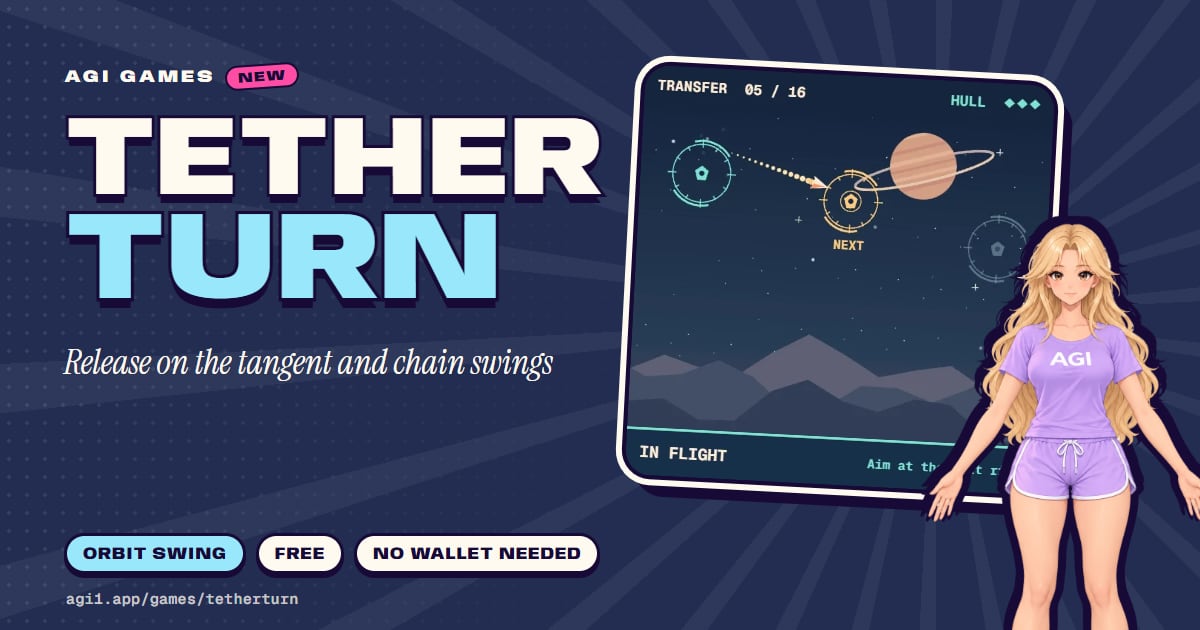 AGI GAMES NEW
TETHER
TURN
Release on the tangent and chain swings
ORBIT SWING FREE NO WALLET NEEDED
agi1.app/games/tetherturn
TRANSFER 05 / 16 HULL
NEXT
IN FLIGHT
Aim at
AGI